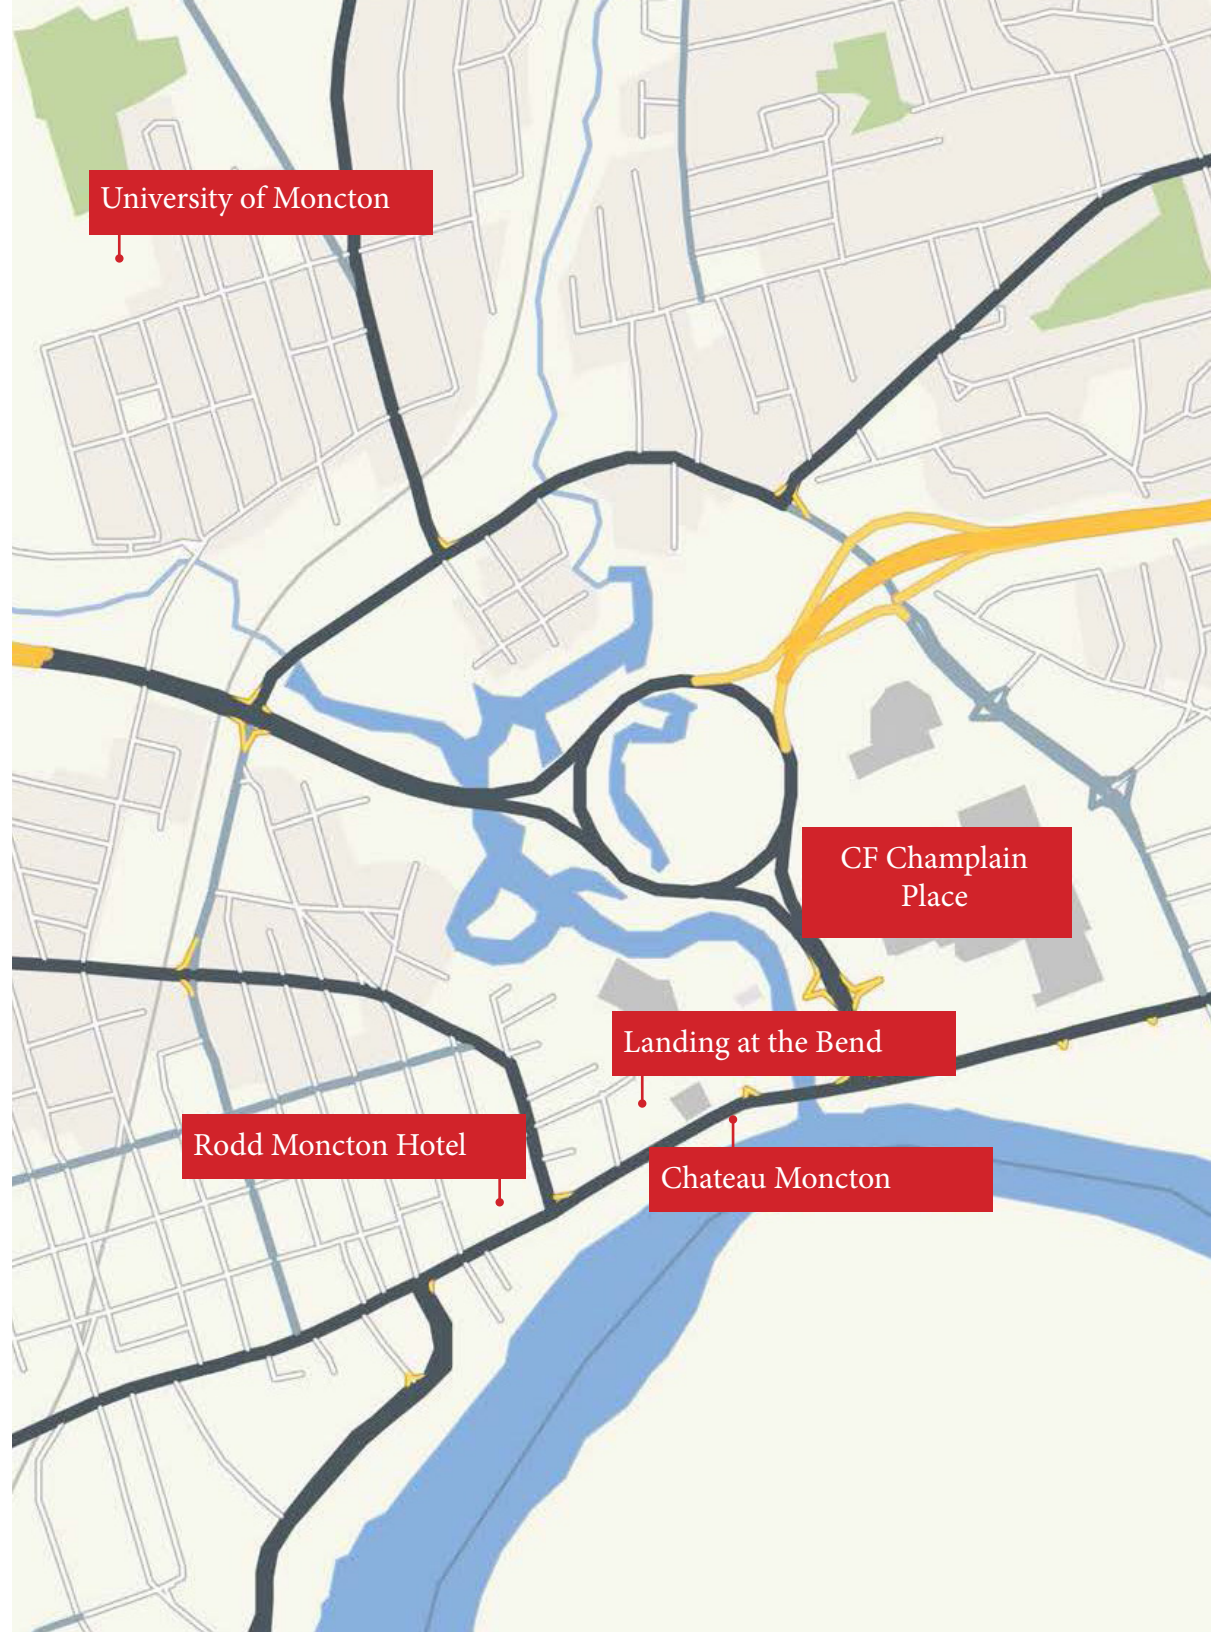 University of Moncton
CF Champlain
Place
Landing at the Bend
Rodd Moncton Hotel
Chateau Moncton